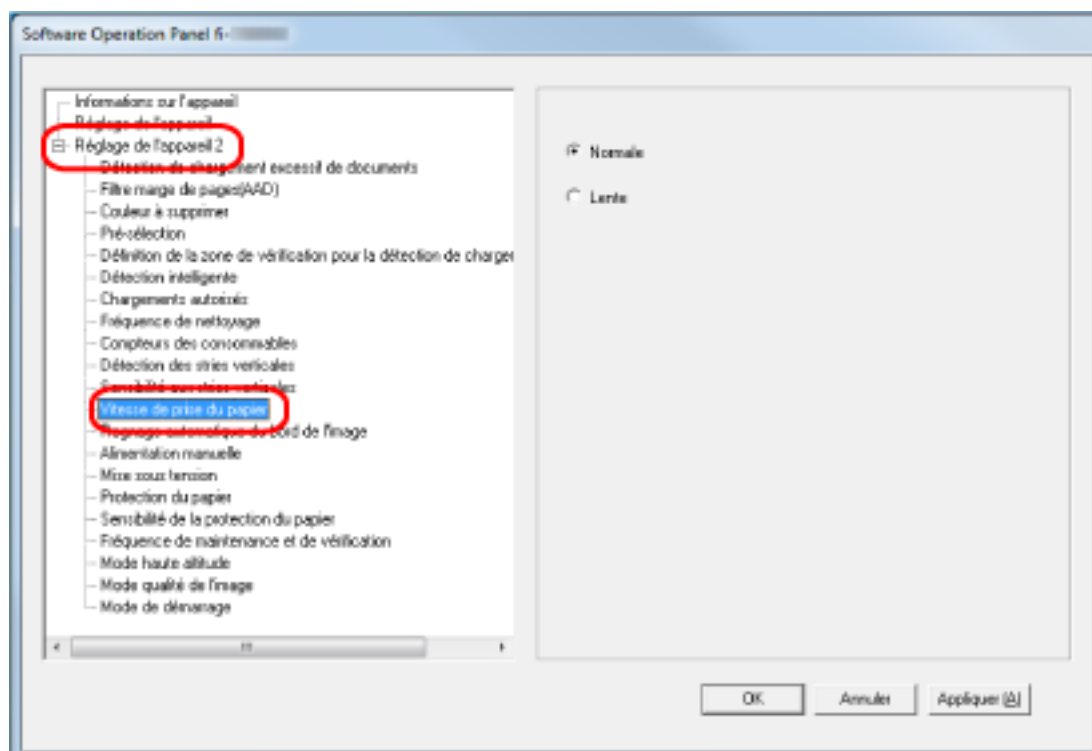 Software Operation Panel fi-
Informations sur l'appareil
Réglage de l'appareil
Réglage de l'appareil 2
Détection de chargement excessif de documents
Filtre marge de pages(AAD)
Couleur à supprimer
Pré-sélection
Définition de la zone de vérification pour la détection de charger
Détection intelligente
Chargements autorisés
Fréquence de nettoyage
Compteurs des consommables
Détection des stries verticales
Sensibilité aux stries verticales
Vitesse de prise du papier
Rognage automatique du bord de l'image
Alimentation manuelle
Mise sous tension
Protection du papier
Sensibilité de la protection du papier
Fréquence de maintenance et de vérification
Mode haute altitude
Mode qualité de l'image
Mode de démarrage
Normale
Lente
OK
Annuler
Appliquer (A)